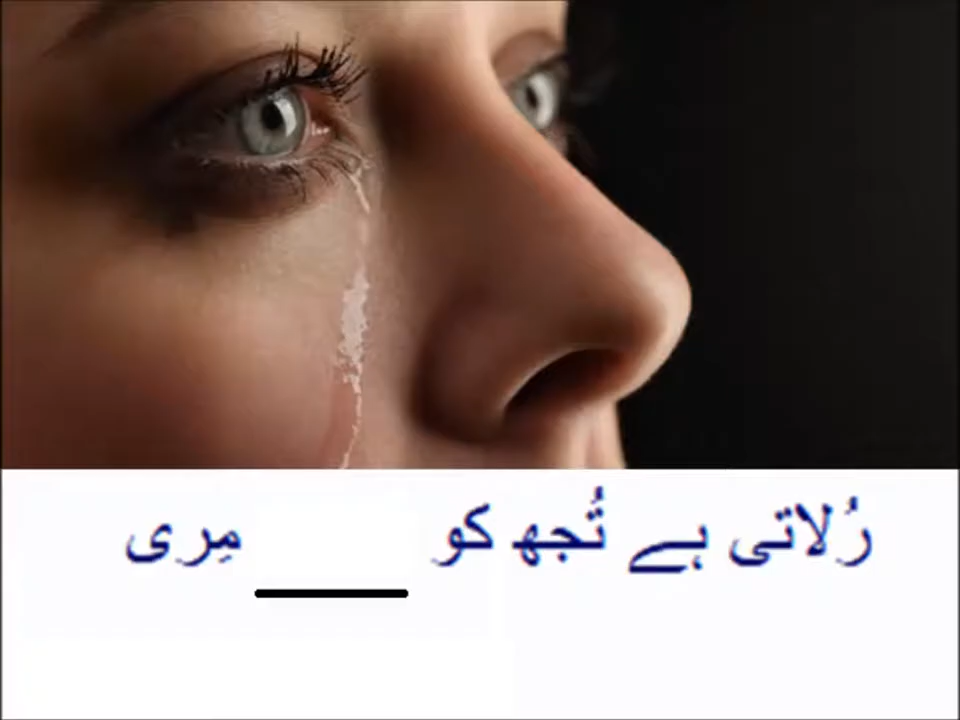 رُلاتی ہے تُجھ کو ____ مِری